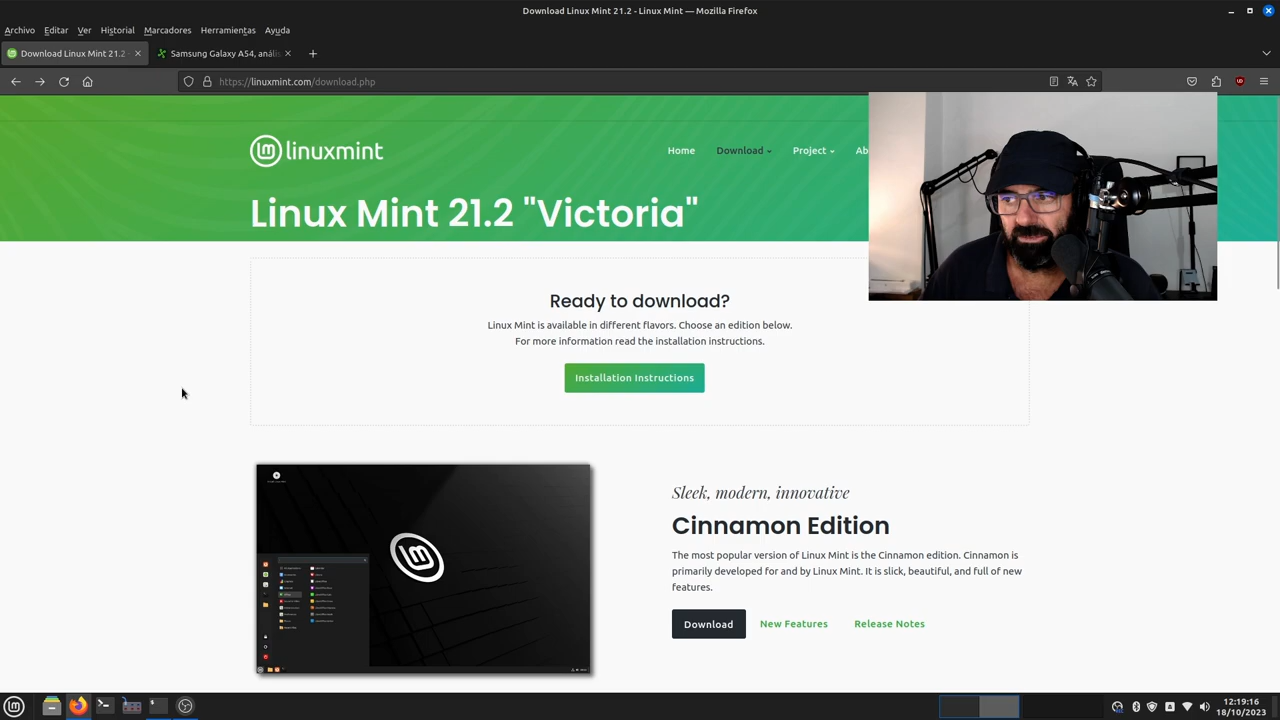 Download Linux Mint 21.2 - Linux Mint — Mozilla Firefox
Archivo Editar Ver Historial Marcadores Herramientas Ayuda
Download Linux Mint 21.2 Samsung Galaxy A54, anális
https://linuxmint.com/download.php
linuxmint
Home Download Project Ab
Linux Mint 21.2 "Victoria"
Ready to download?
Linux Mint is available in different flavors. Choose an edition below.
For more information read the installation instructions.
Installation Instructions
Sleek, modern, innovative
Cinnamon Edition
The most popular version of Linux Mint is the Cinnamon edition. Cinnamon is
primarily developed for and by Linux Mint. It is slick, beautiful, and full of new
features.
Download New Features Release Notes
12:19:16
18/10/2023